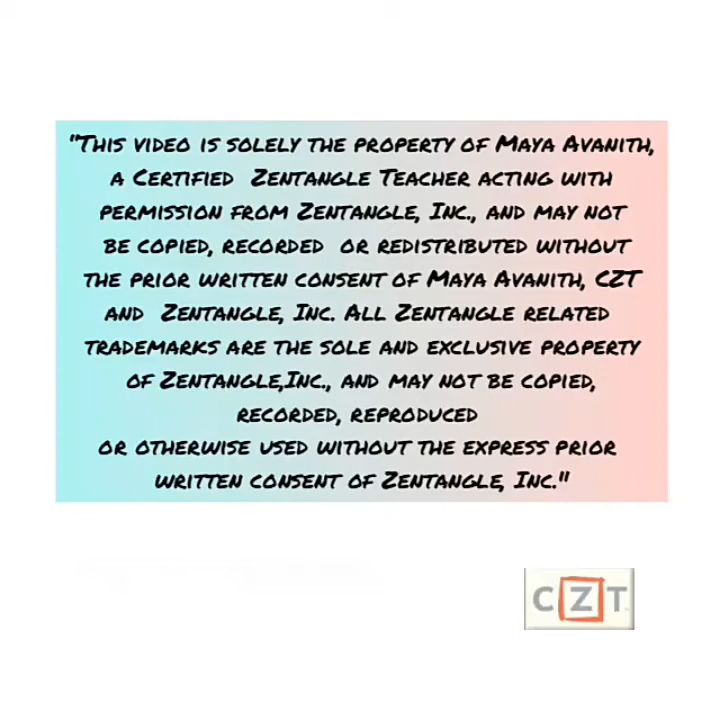 "This video is solely the property of Maya Avanith,
a Certified Zentangle Teacher acting with
permission from Zentangle, Inc., and may not
be copied, recorded or redistributed without
the prior written consent of Maya Avanith, CZT
and Zentangle, Inc. All Zentangle related
trademarks are the sole and exclusive property
of Zentangle,Inc., and may not be copied,
recorded, reproduced
or otherwise used without the express prior
written consent of Zentangle, Inc."
CZT